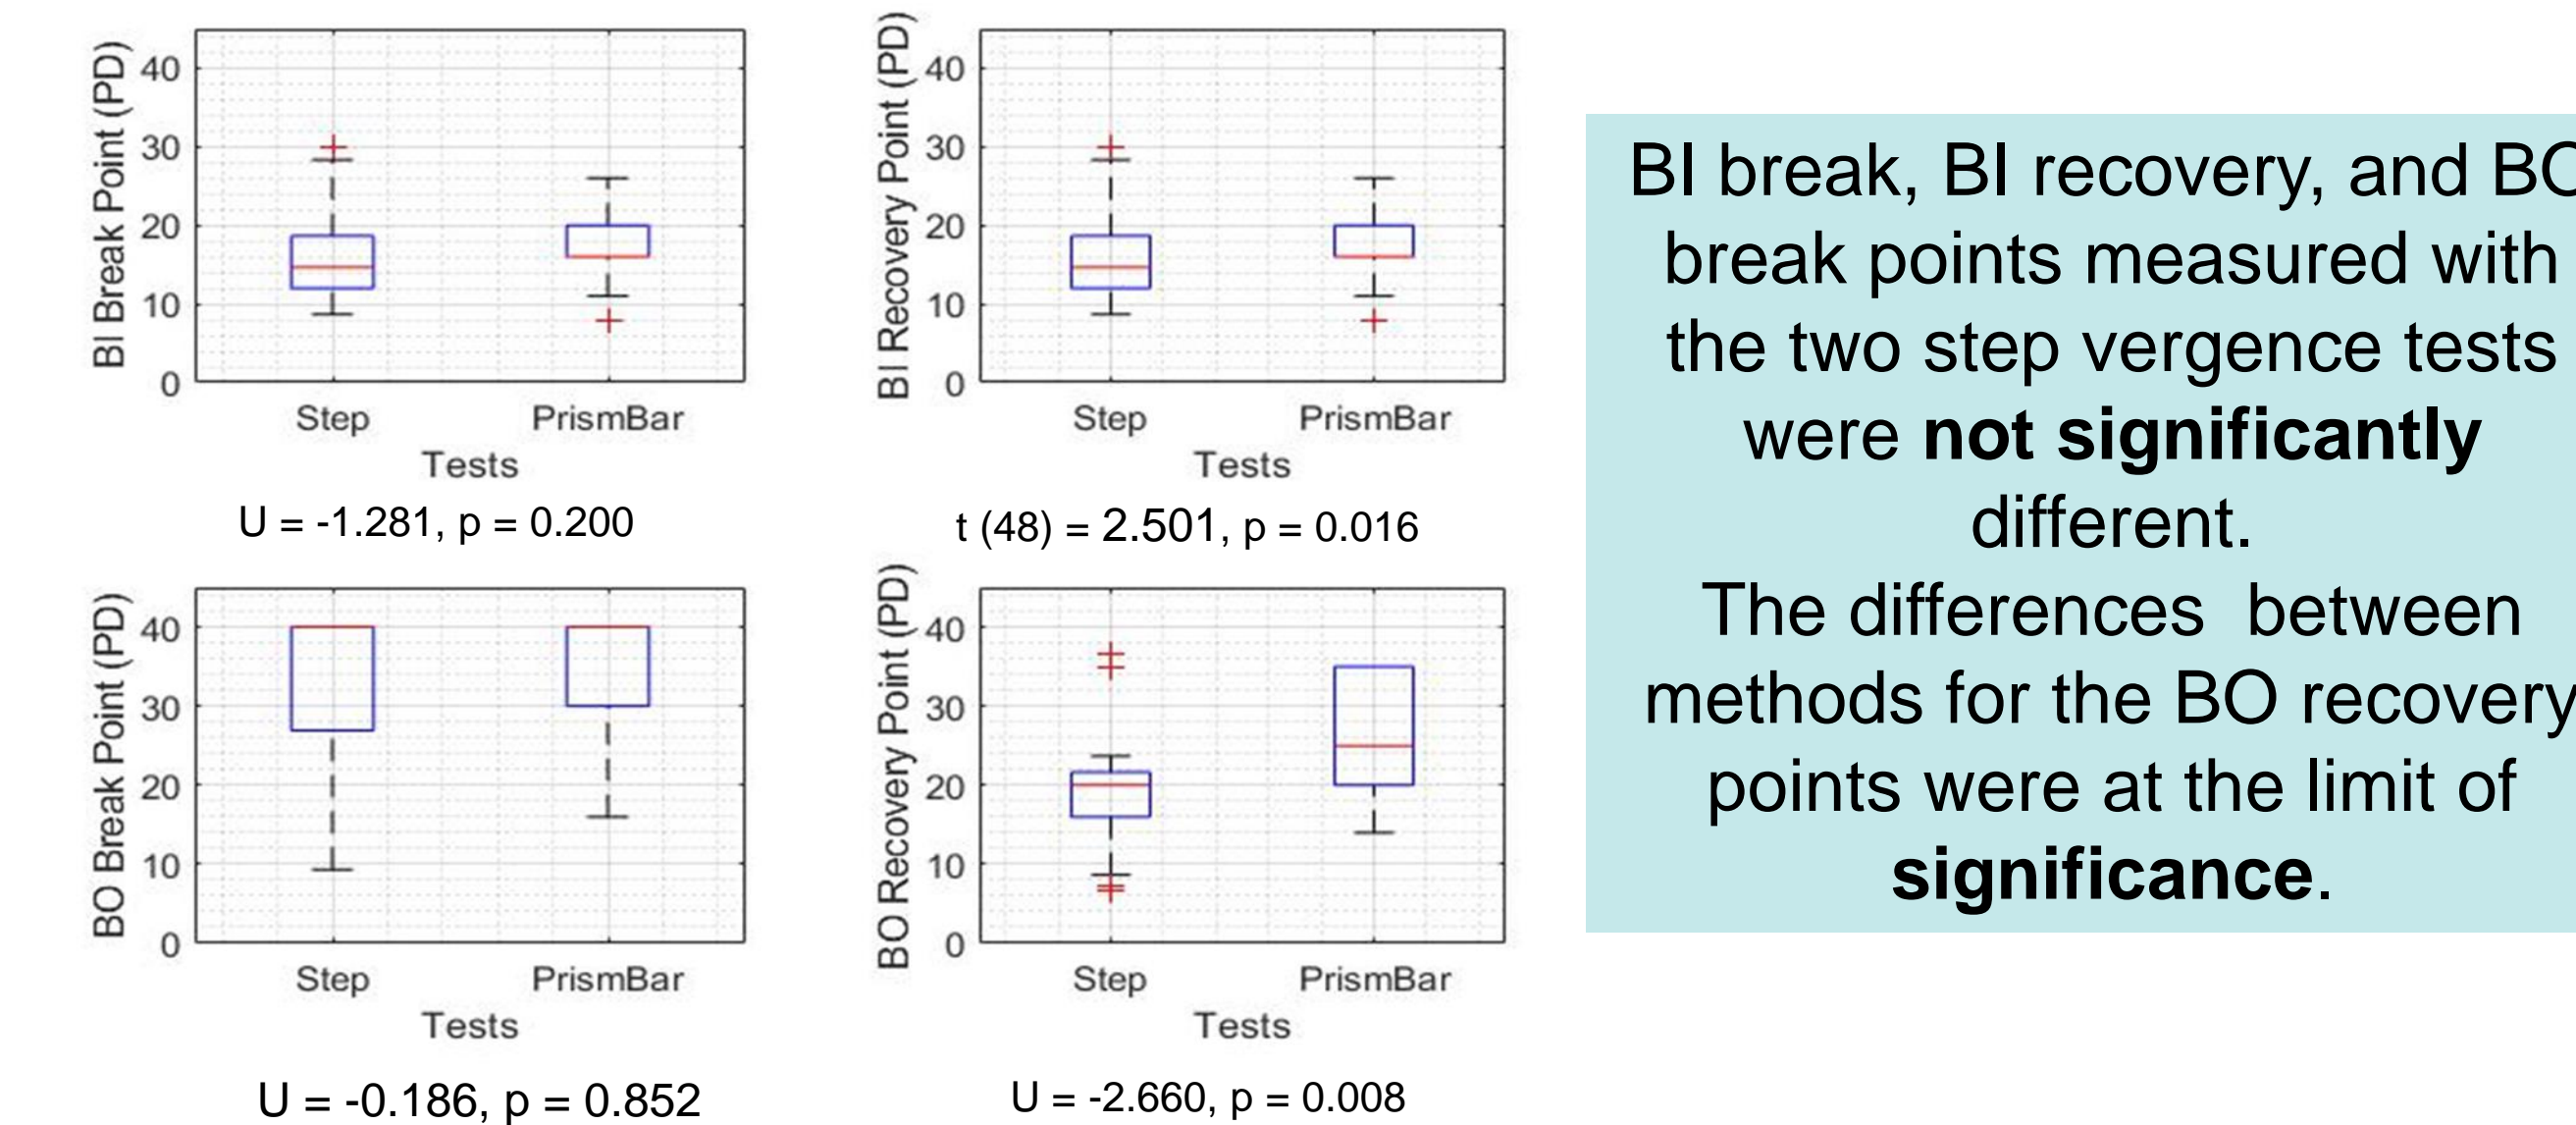 BI Break Point (PD)
40
30
20
10
0
Step PrismBar
Tests
U = -1.281, p = 0.200
BI Recovery Point (PD)
40
30
20
10
0
Step PrismBar
Tests
t (48) = 2.501, p = 0.016
BO Break Point (PD)
40
30
20
10
0
Step PrismBar
Tests
U = -0.186, p = 0.852
BO Recovery Point (PD)
40
30
20
10
0
Step PrismBar
Tests
U = -2.660, p = 0.008
BI break, BI recovery, and BO
break points measured with
the two step vergence tests
were not significantly
different.
The differences between
methods for the BO recovery
points were at the limit of
significance.